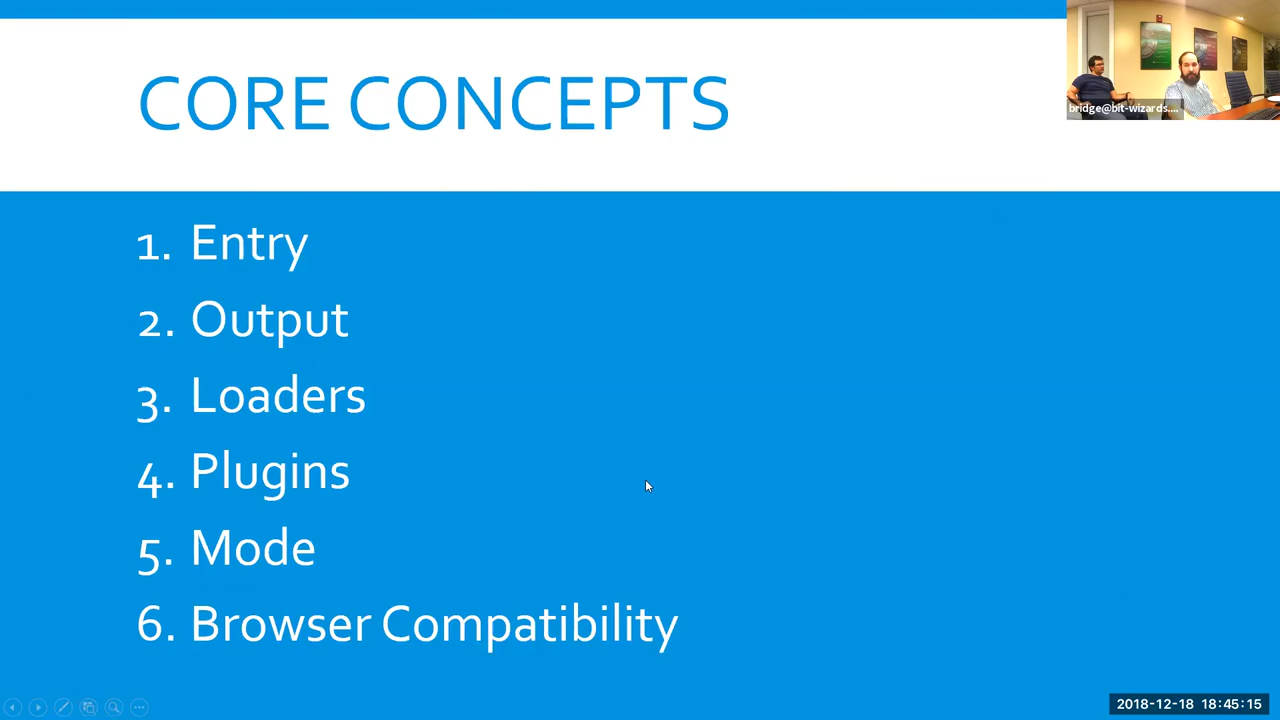 CORE CONCEPTS
bridge@bit-wizards....
1. Entry
2. Output
3. Loaders
4. Plugins
5. Mode
6. Browser Compatibility
2018-12-18 18:45:15